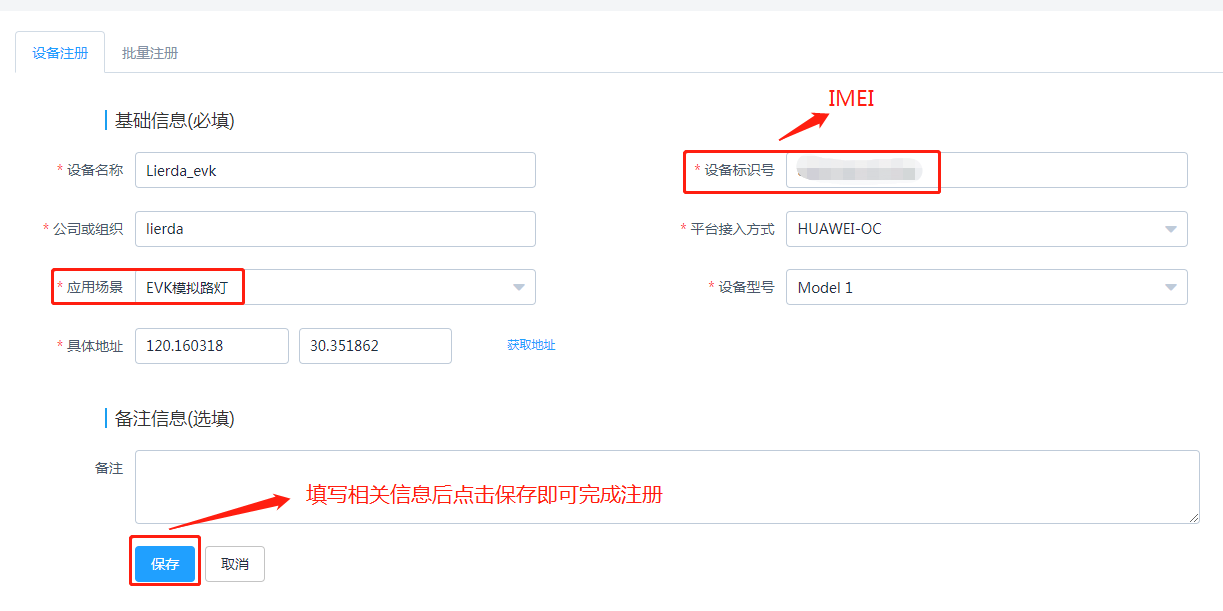 设备注册 批量注册
IMEI
基础信息(必填)
* 设备名称 Lierda_evk * 设备标识号
* 公司或组织 lierda * 平台接入方式 HUAWEI-OC
* 应用场景 EVK模拟路灯 * 设备型号 Model 1
* 具体地址 120.160318 30.351862 获取地址
备注信息(选填)
备注
填写相关信息后点击保存即可完成注册
保存 取消